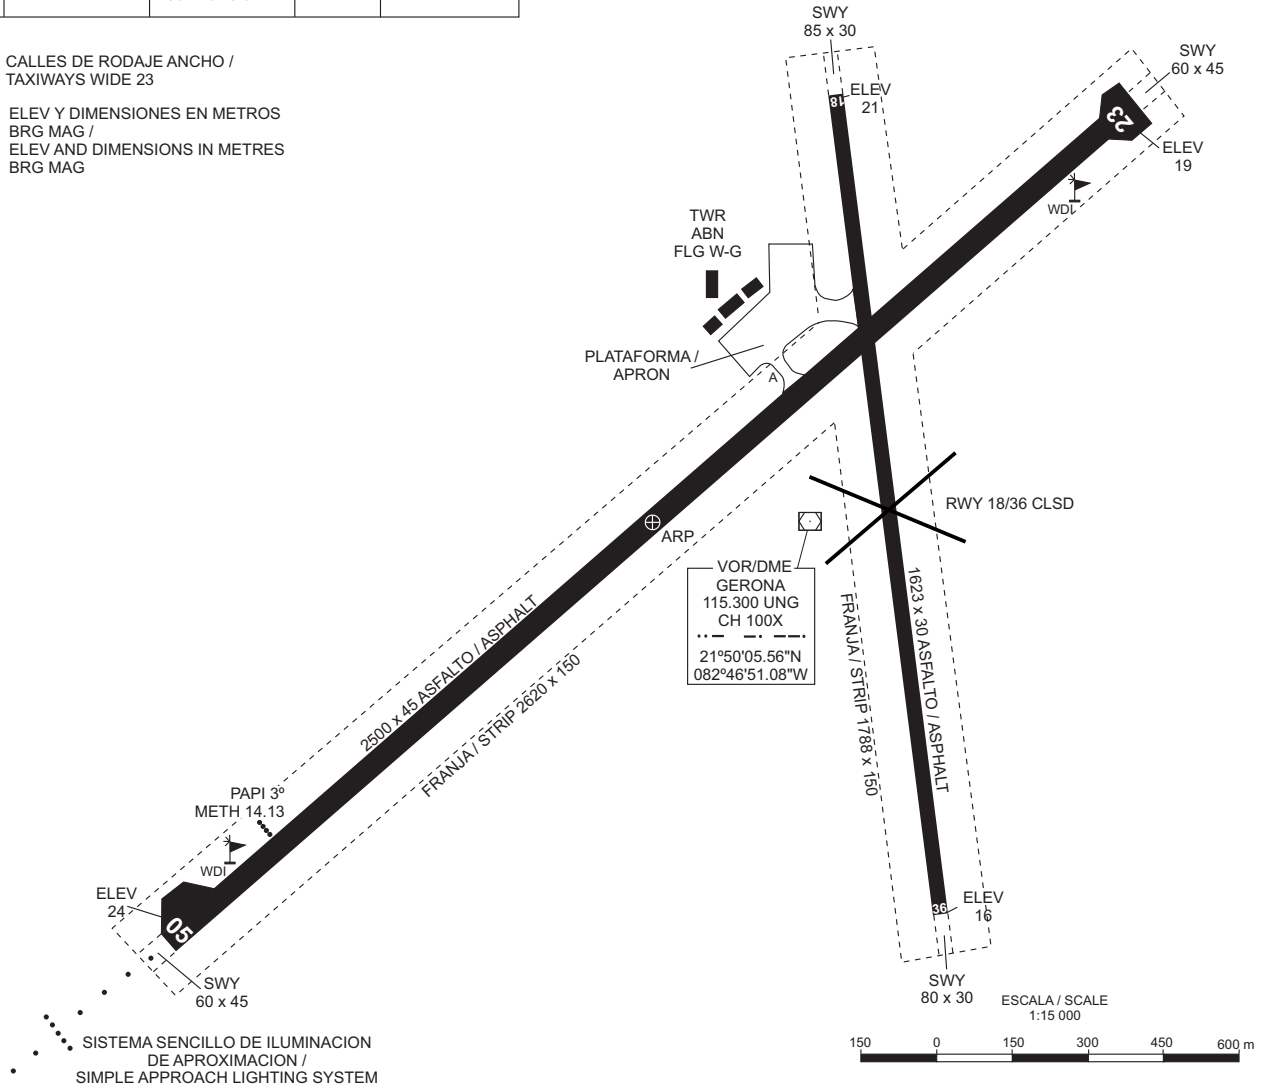 SWY
85 x 30
CALLES DE RODAJE ANCHO /
TAXIWAYS WIDE 23
ELEV Y DIMENSIONES EN METROS
BRG MAG /
ELEV AND DIMENSIONS IN METRES
BRG MAG
SWY
60 x 45
ELEV
21
18
23
ELEV
19
WDI
TWR
ABN
FLG W-G
PLATAFORMA /
APRON
A
RWY 18/36 CLSD
ARP
VOR/DME
GERONA
115.300 UNG
CH 100X
21º50'05.56"N
082º46'51.08"W
2500 x 45 ASFALTO / ASPHALT
FRANJA / STRIP 2620 x 150
FRANJA / STRIP 1788 x 150
1623 x 30 ASFALTO / ASPHALT
PAPI 3º
METH 14.13
WDI
ELEV
24
05
36
ELEV
16
SWY
60 x 45
SWY
80 x 30
ESCALA / SCALE
1:15 000
150 0 150 300 450 600 m
SISTEMA SENCILLO DE ILUMINACION
DE APROXIMACION /
SIMPLE APPROACH LIGHTING SYSTEM